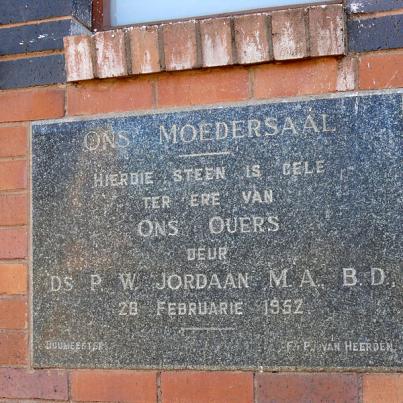 ONS MOEDERSAAL
HIERDIE STEEN IS GELE
TER ERE VAN
ONS OUERS
DEUR
DS P. W. JORDAAN M.A., B.D.,
28 FEBRUARIE 1952
BOUMEESTER. F. P. VAN HEERDEN.